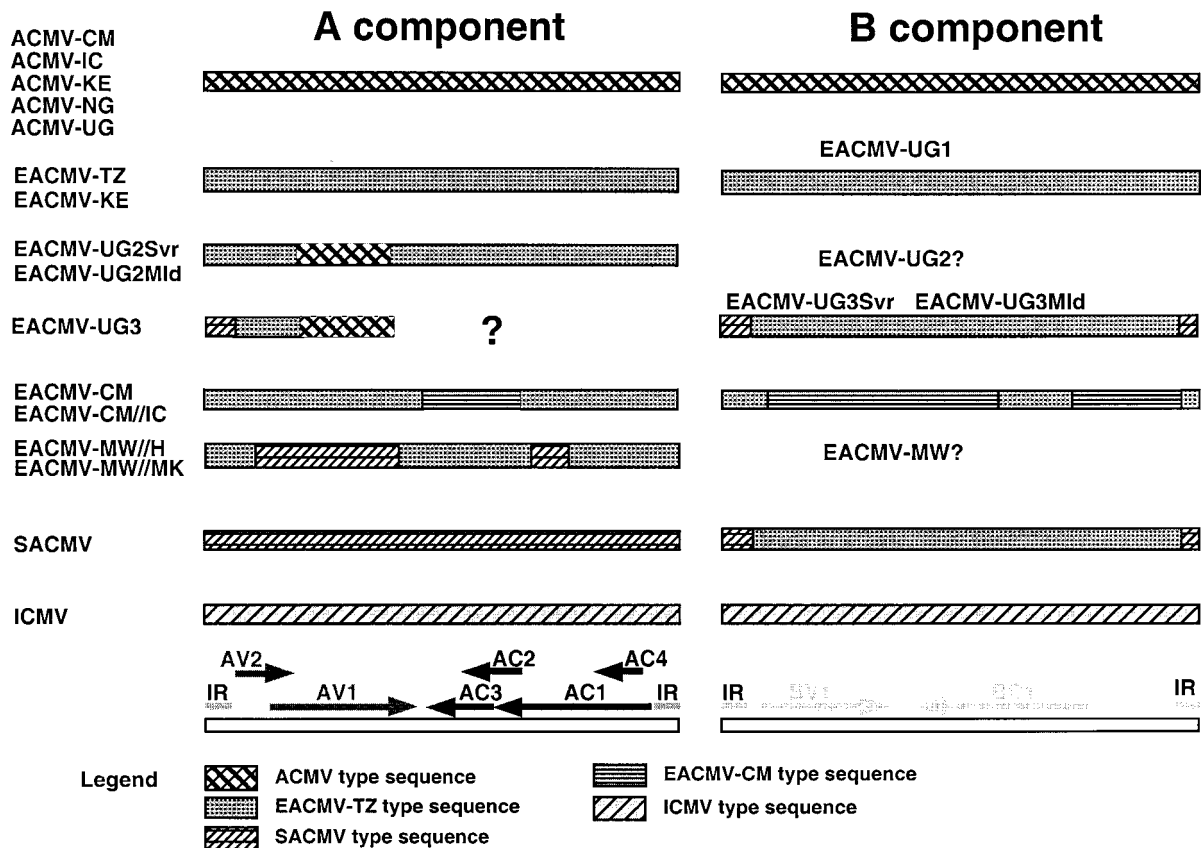 A component B component
ACMV-CM
ACMV-IC
ACMV-KE
ACMV-NG
ACMV-UG
EACMV-UG1
EACMV-TZ
EACMV-KE
EACMV-UG2Svr
EACMV-UG2Mld
EACMV-UG2?
EACMV-UG3Svr EACMV-UG3Mld
EACMV-UG3 ?
EACMV-CM
EACMV-CM//IC
EACMV-MW//H
EACMV-MW//MK
EACMV-MW?
SACMV
ICMV
AV2 AC2 AC4
IR AV1 AC3 AC1 IR
IR BV1 BC1 IR
Legend
ACMV type sequence
EACMV-TZ type sequence
SACMV type sequence
EACMV-CM type sequence
ICMV type sequence